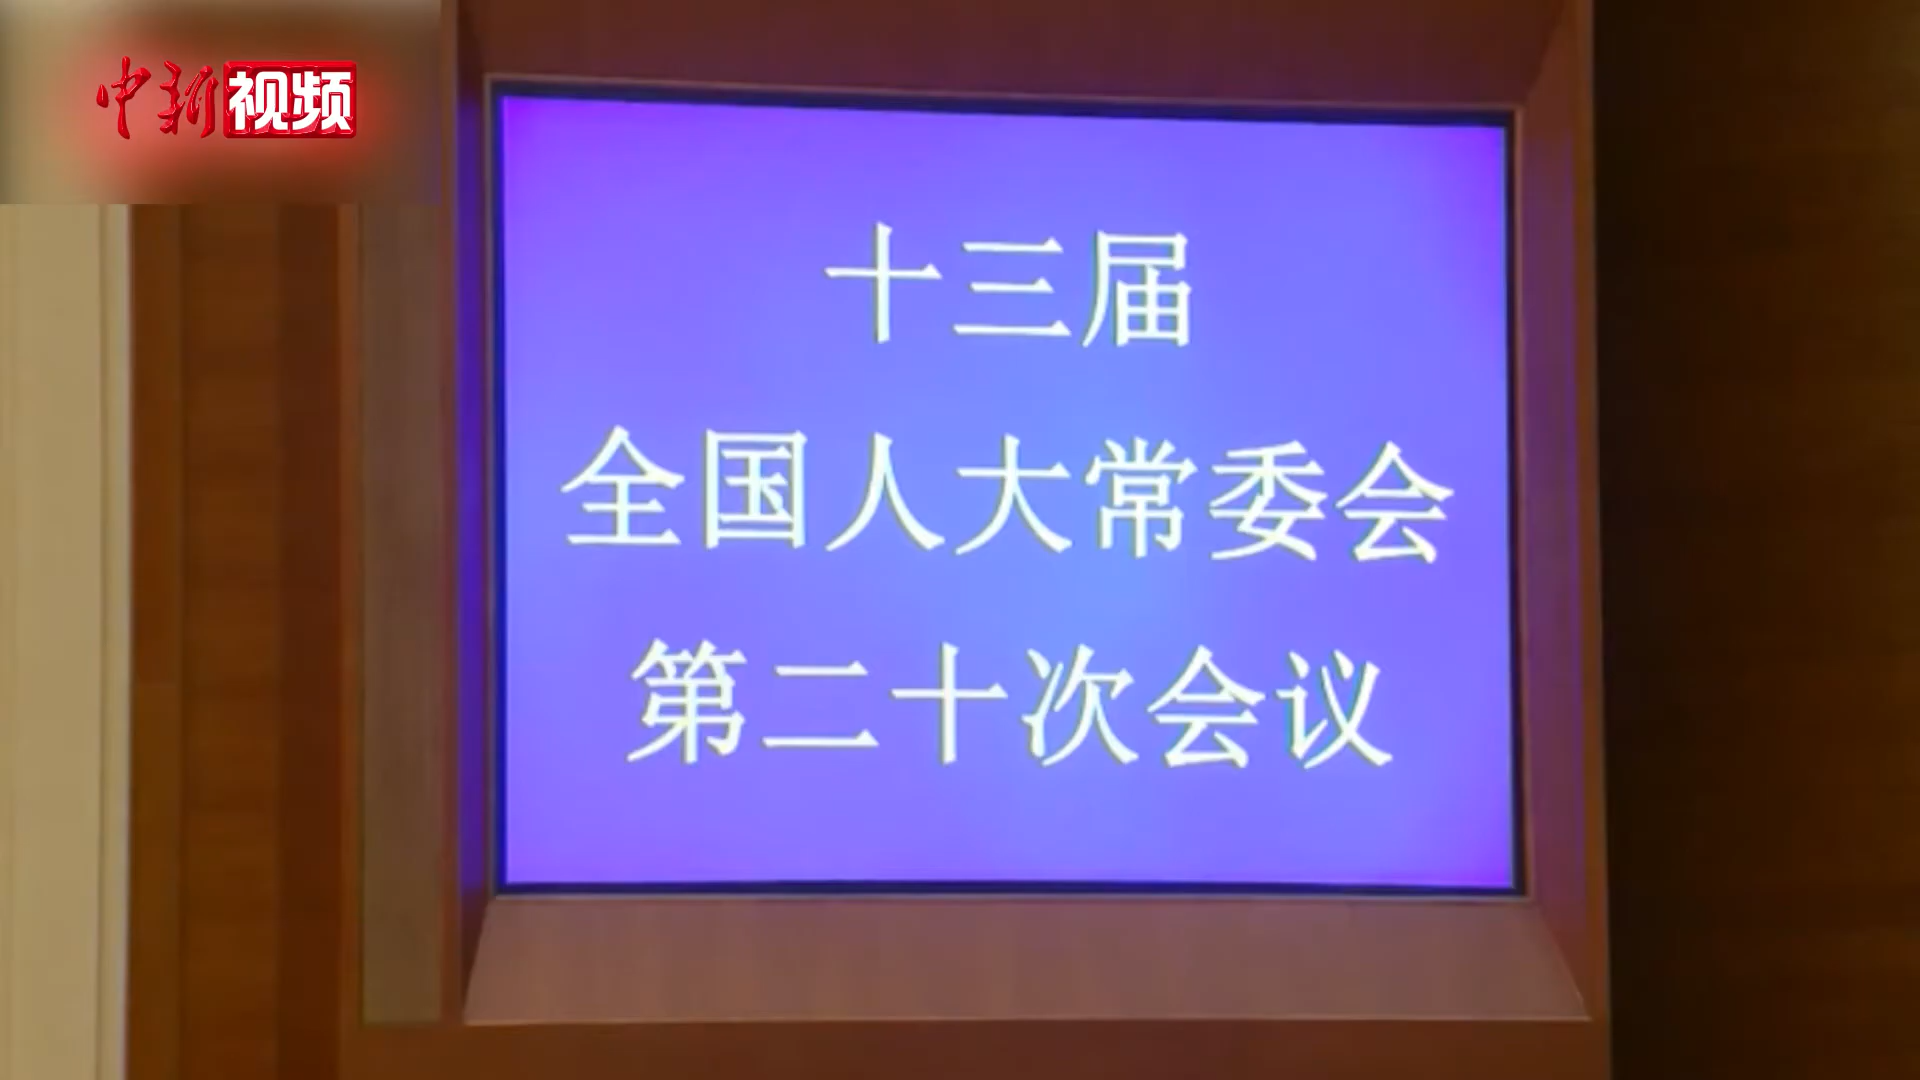 中新视频
十三届
全国人大常委会
第二十次会议